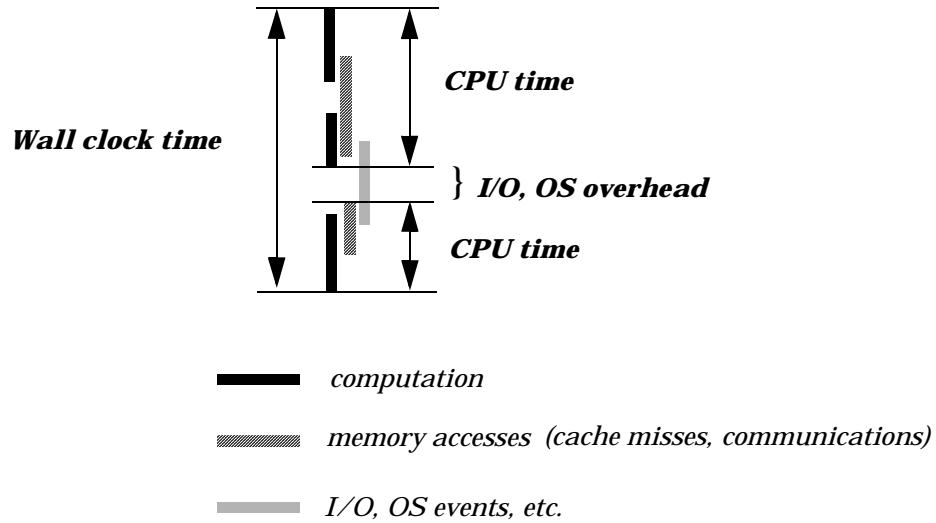 CPU time
Wall clock time
} I/O, OS overhead
CPU time
computation
memory accesses (cache misses, communications)
I/O, OS events, etc.